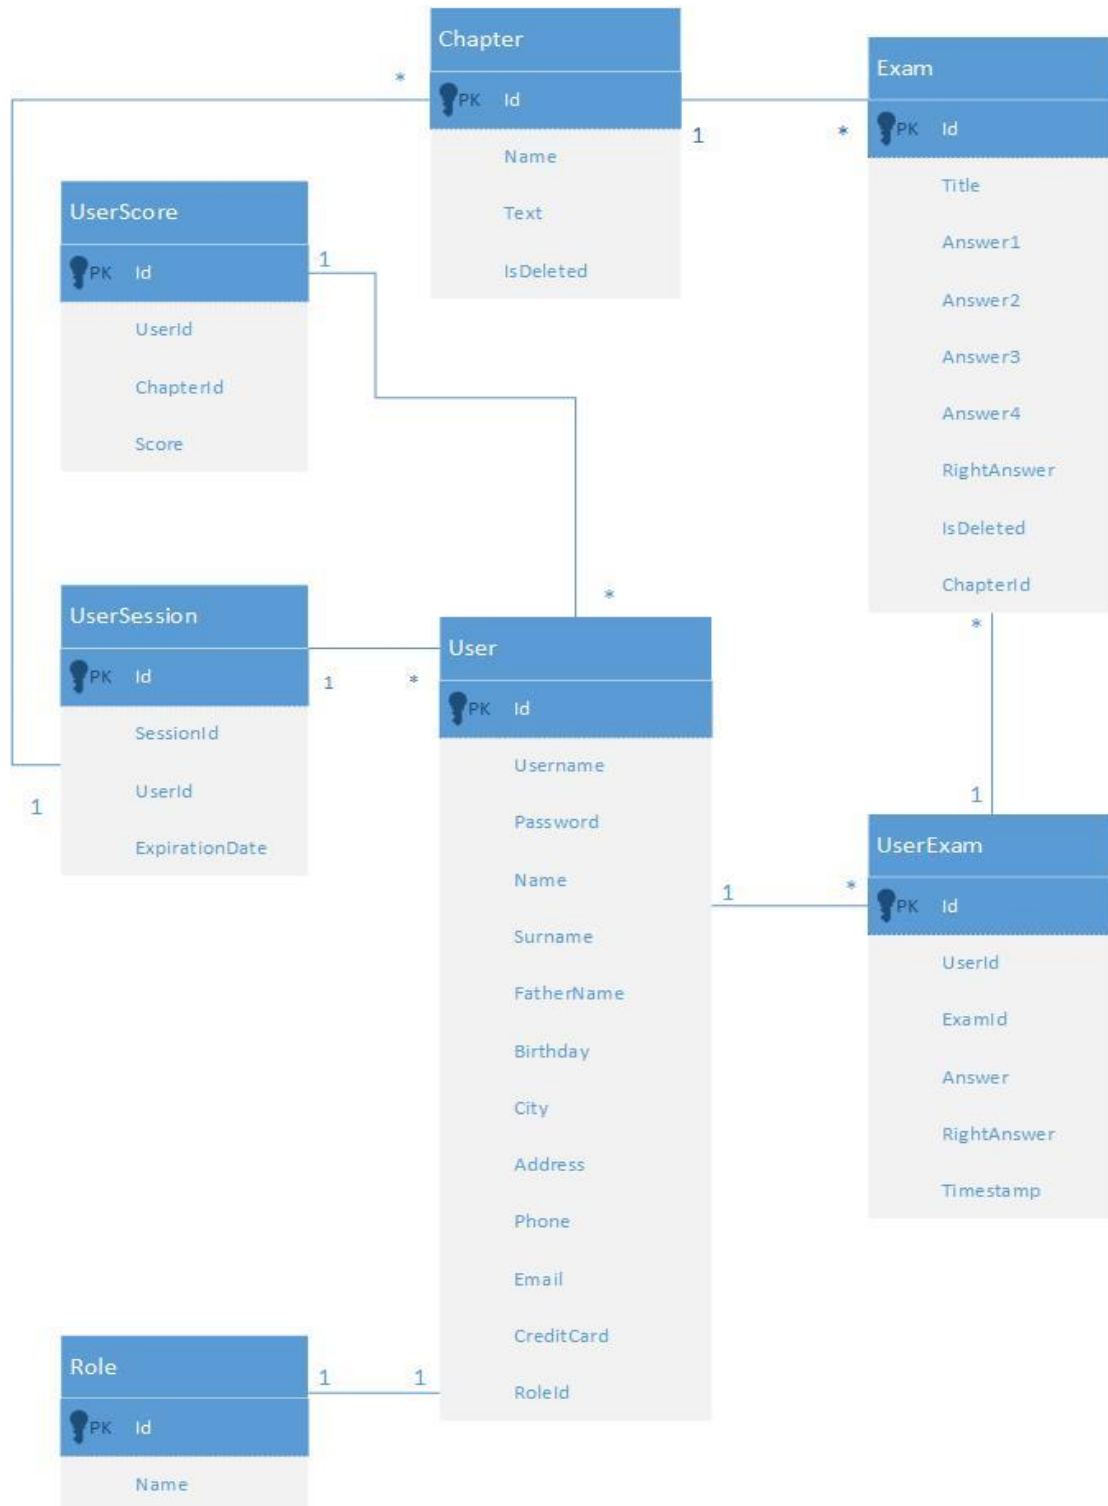 Chapter
PK Id
Name
Text
IsDeleted
*
1
*
Exam
PK Id
Title
Answer1
Answer2
Answer3
Answer4
RightAnswer
IsDeleted
ChapterId
*
UserScore
PK Id
UserId
ChapterId
Score
1
*
UserSession
PK Id
SessionId
UserId
ExpirationDate
1
1
*
User
PK Id
Username
Password
Name
Surname
FatherName
Birthday
City
Address
Phone
Email
CreditCard
RoleId
1
*
1
UserExam
PK Id
UserId
ExamId
Answer
RightAnswer
Timestamp
Role
PK Id
Name
1
1